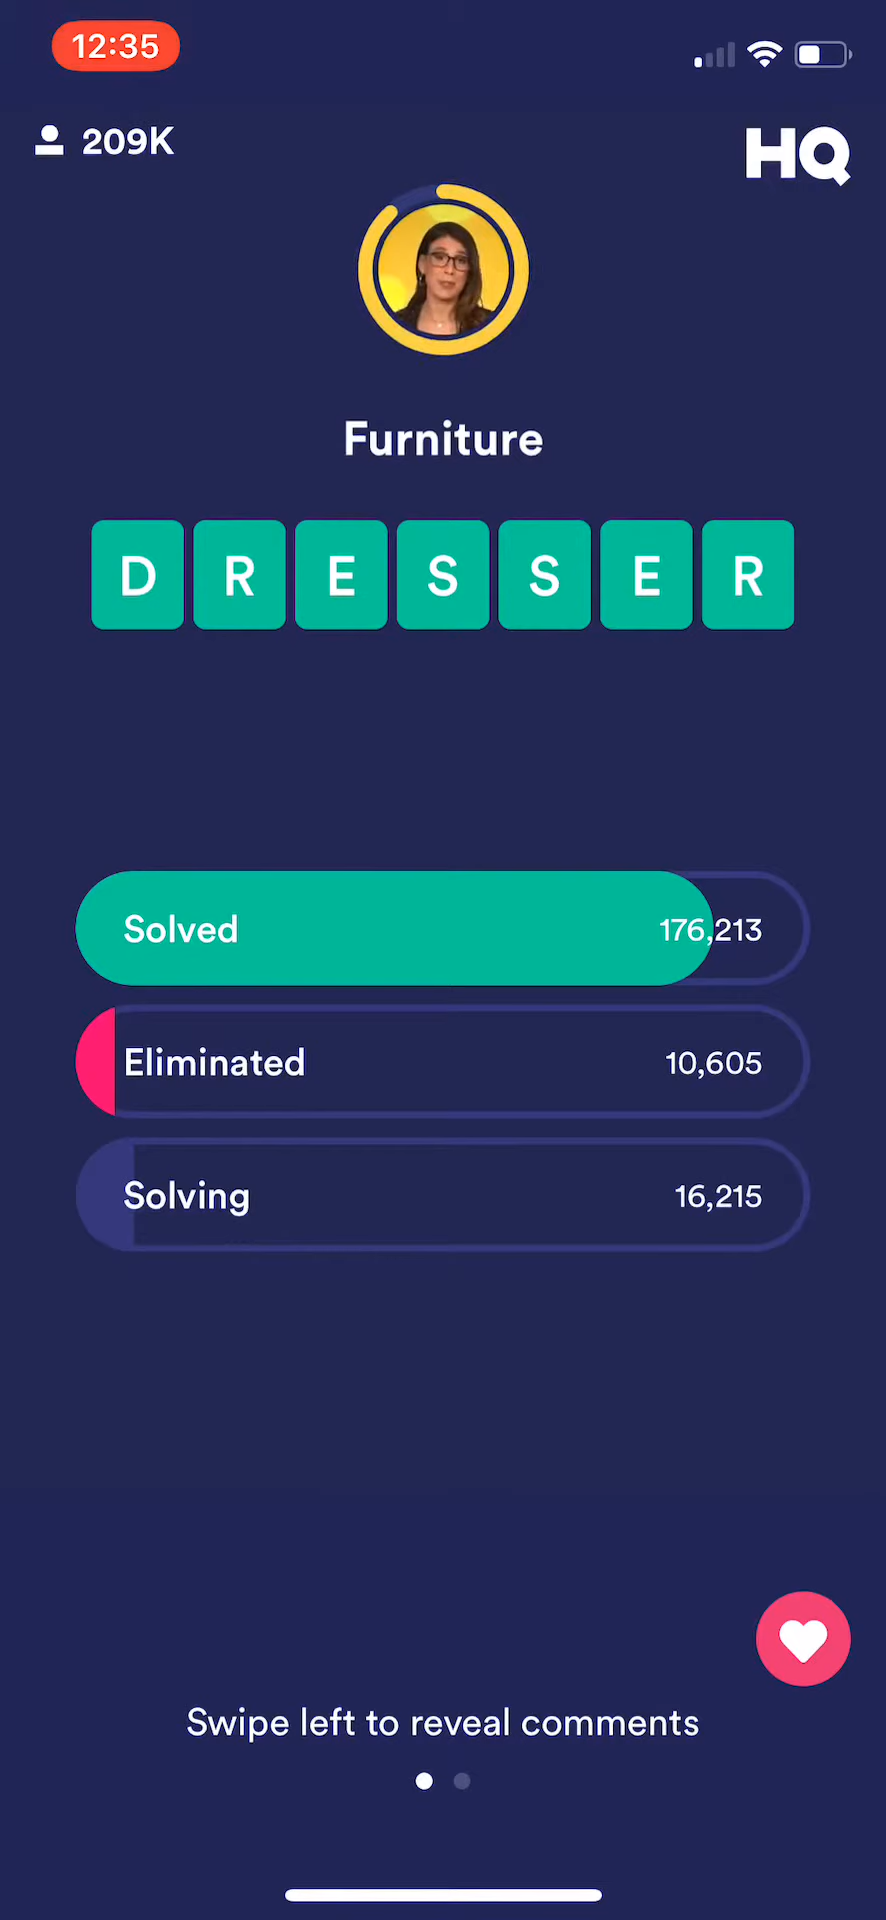 12:35
209K
HQ
Furniture
DRESSER
Solved 176,213
Eliminated 10,605
Solving 16,215
Swipe left to reveal comments